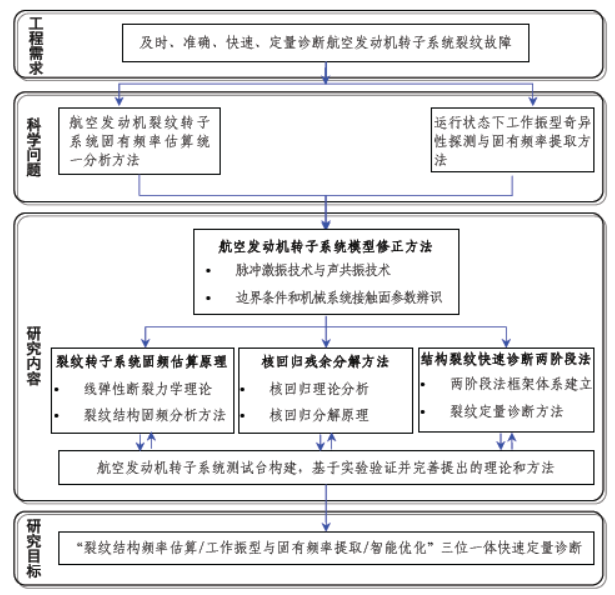 工程需求
及时、准确、快速、定量诊断航空发动机转子系统裂纹故障
科学问题
航空发动机裂纹转子
系统固有频率估算统
一分析方法
运行状态下工作振型奇异
性探测与固有频率提取方
法
研究内容
航空发动机转子系统模型修正方法
• 脉冲激振技术与声共振技术
• 边界条件和机械系统接触面参数辨识
裂纹转子系统固频估算原理
• 线弹性断裂力学理论
• 裂纹结构固频分析方法
核回归残余分解方法
• 核回归理论分析
• 核回归分解原理
结构裂纹快速诊断两阶段法
• 两阶段法框架体系建立
• 裂纹定量诊断方法
航空发动机转子系统测试台构建，基于实验验证并完善提出的理论和方法
研究目标
“裂纹结构频率估算/工作振型与固有频率提取/智能优化”三位一体快速定量诊断